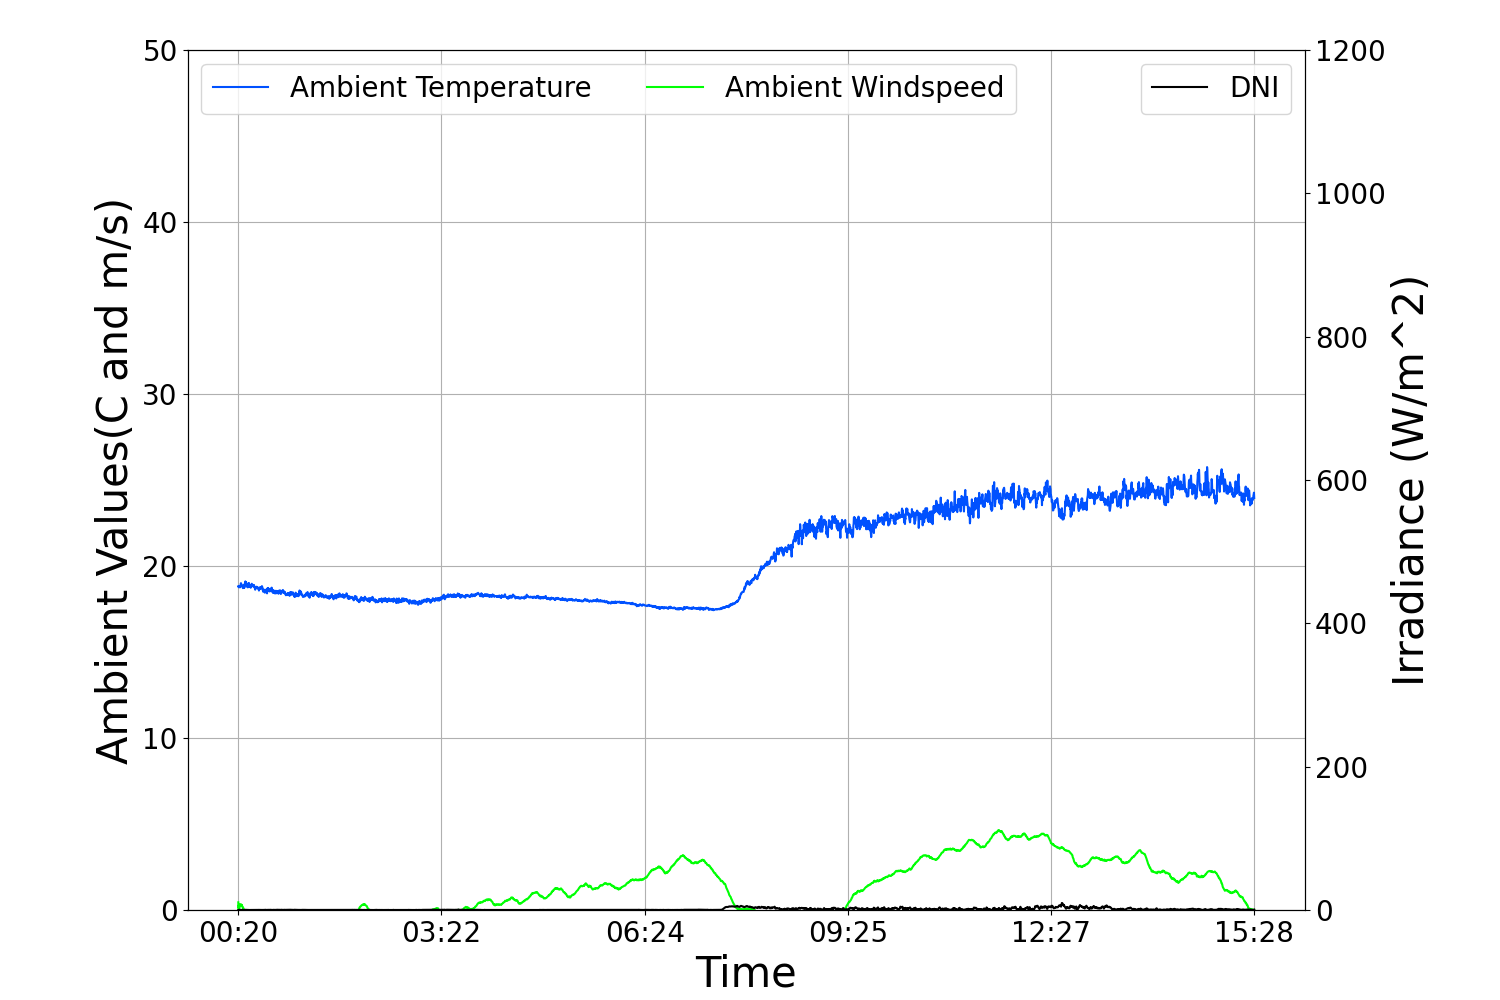 Ambient Temperature Ambient Windspeed DNI
Ambient Values(C and m/s)
50
40
30
20
10
0
1200
1000
800
600
400
200
0
Irradiance (W/m^2)
00:20 03:22 06:24 09:25 12:27 15:28
Time